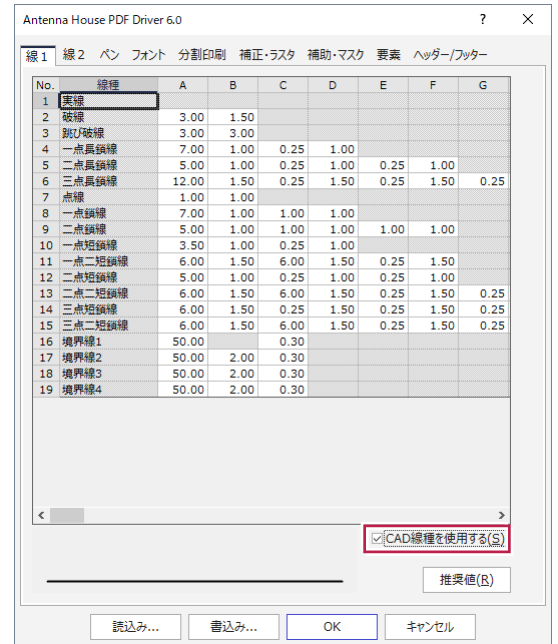 Antenna House PDF Driver 6.0 ? ×
線1 線2 ペン フォント 分割印刷 補正・ラスタ 補助・マスク 要素 ヘッダー/フッター
No. 線種 A B C D E F G
1 実線
2 破線 3.00 1.50
3 跳び破線 3.00 3.00
4 一点長鎖線 7.00 1.00 0.25 1.00
5 二点長鎖線 5.00 1.00 0.25 1.00 0.25 1.00
6 三点長鎖線 12.00 1.50 0.25 1.50 0.25 1.50 0.25
7 点線 1.00 1.00
8 一点鎖線 7.00 1.00 1.00 1.00
9 二点鎖線 5.00 1.00 1.00 1.00 1.00 1.00
10 一点短鎖線 3.50 1.00 0.25 1.00
11 一点二短鎖線 6.00 1.50 6.00 1.50 0.25 1.50
12 二点短鎖線 5.00 1.00 0.25 1.00 0.25 1.00
13 二点二短鎖線 6.00 1.50 6.00 1.50 0.25 1.50 0.25
14 三点短鎖線 6.00 1.50 0.25 1.50 0.25 1.50 0.25
15 三点二短鎖線 6.00 1.50 6.00 1.50 0.25 1.50 0.25
16 境界線1 50.00 0.30
17 境界線2 50.00 2.00 0.30
18 境界線3 50.00 2.00 0.30
19 境界線4 50.00 2.00 0.30
CAD線種を使用する(S)
推奨値(R)
読込み... 書込み... OK キャンセル